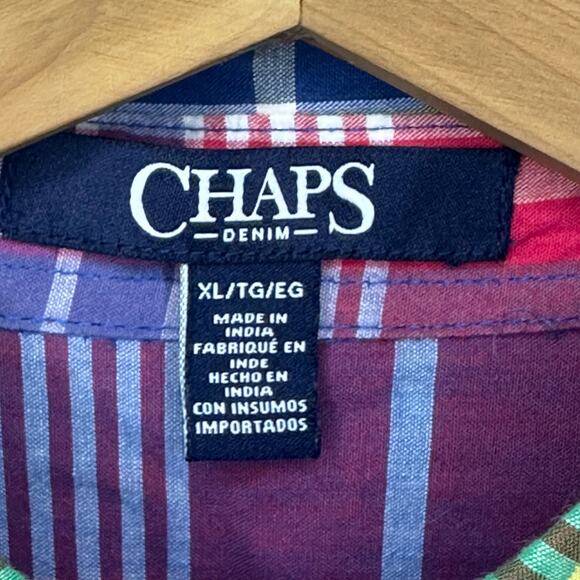 CHAPS
DENIM
XL/TG/EG
MADE IN
INDIA
FABRIQUÉ EN
INDE
HECHO EN
INDIA
CON INSUMOS
IMPORTADOS